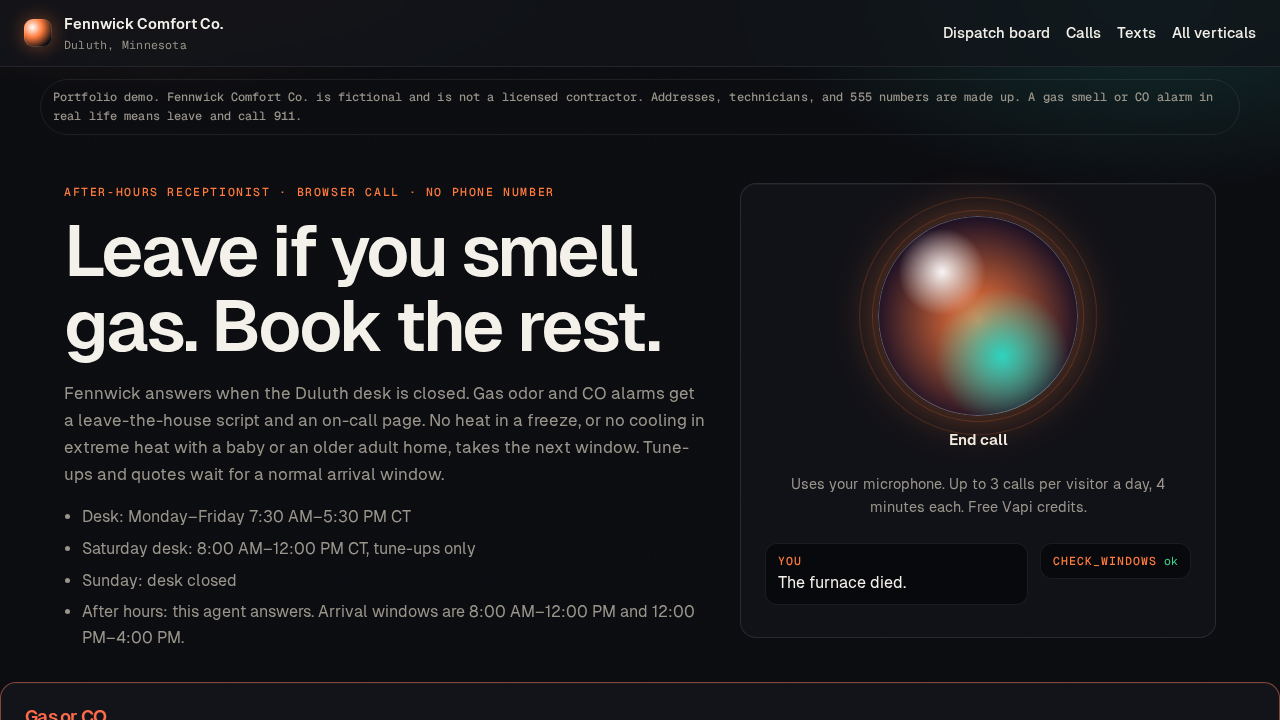 Fennwick Comfort Co.
Duluth, Minnesota
Dispatch board
Calls
Texts
All verticals
Portfolio demo. Fennwick Comfort Co. is fictional and is not a licensed contractor. Addresses, technicians, and 555 numbers are made up. A gas smell or CO alarm in
real life means leave and call 911.
AFTER-HOURS RECEPTIONIST · BROWSER CALL · NO PHONE NUMBER
Leave if you smell
gas. Book the rest.
Fennwick answers when the Duluth desk is closed. Gas odor and CO alarms get
a leave-the-house script and an on-call page. No heat in a freeze, or no cooling in
extreme heat with a baby or an older adult home, takes the next window. Tune-
ups and quotes wait for a normal arrival window.
• Desk: Monday–Friday 7:30 AM–5:30 PM CT
• Saturday desk: 8:00 AM–12:00 PM CT, tune-ups only
• Sunday: desk closed
• After hours: this agent answers. Arrival windows are 8:00 AM–12:00 PM and 12:00
PM–4:00 PM.
End call
Uses your microphone. Up to 3 calls per visitor a day, 4
minutes each. Free Vapi credits.
YOU
The furnace died.
CHECK_WINDOWS ok
Gas or CO